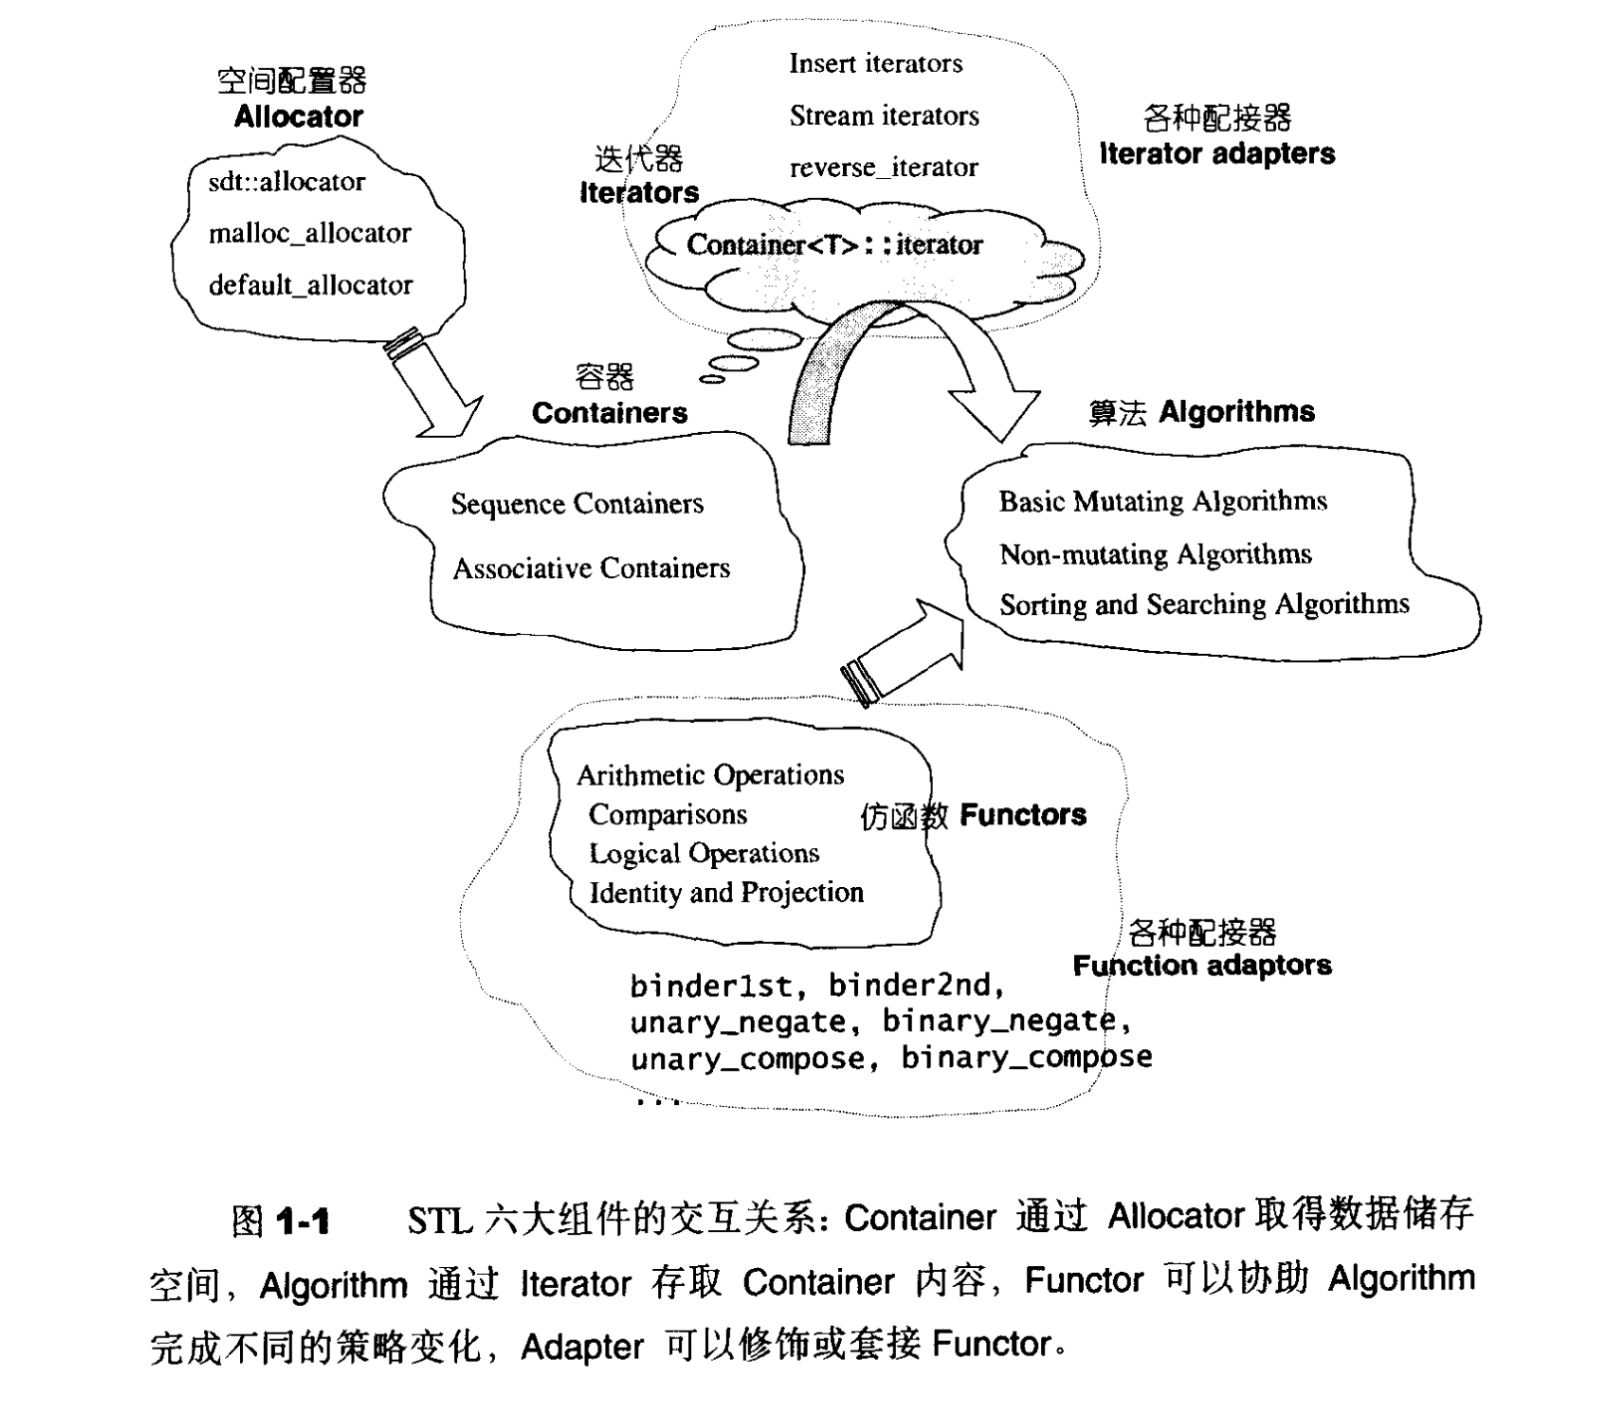 空间配置器
Allocator
sdt::allocator
malloc_allocator
default_allocator
Insert iterators
Stream iterators
reverse_iterator
各种配接器
Iterator adapters
迭代器
Iterators
Container<T>::iterator
容器
Containers
Sequence Containers
Associative Containers
算法 Algorithms
Basic Mutating Algorithms
Non-mutating Algorithms
Sorting and Searching Algorithms
Arithmetic Operations
Comparisons
Logical Operations
Identity and Projection
仿函数 Functors
各种配接器
Function adaptors
binder1st, binder2nd,
unary_negate, binary_negate,
unary_compose, binary_compose
...
图 1-1 STL 六大组件的交互关系: Container 通过 Allocator 取得数据储存
空间, Algorithm 通过 Iterator 存取 Container 内容, Functor 可以协助 Algorithm
完成不同的策略变化, Adapter 可以修饰或套接 Functor。